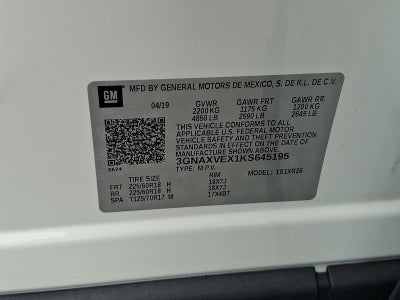 GM
MFD BY GENERAL MOTORS DE MEXICO, S. DE R.L. DE C.V.
04/19 GVWR GAWR FRT GAWR RR
2200 KG 1175 KG 1200 KG
4850 LB 2590 LB 2645 LB
THIS VEHICLE CONFORMS TO ALL
APPLICABLE U.S. FEDERAL MOTOR
VEHICLE SAFETY AND THEFT PREVENTION
STANDARDS IN EFFECT ON THE DATE OF
MANUFACTURE SHOWN ABOVE.
3GNAXVEX1KS645195
TYPE: M.P.V. MODEL: 1S1XR26
TIRE SIZE RIM
FRT 225/60R18 H 18X7J
RR 225/60R18 H 18X7J
SPA T125/70R17 M 17X4BT